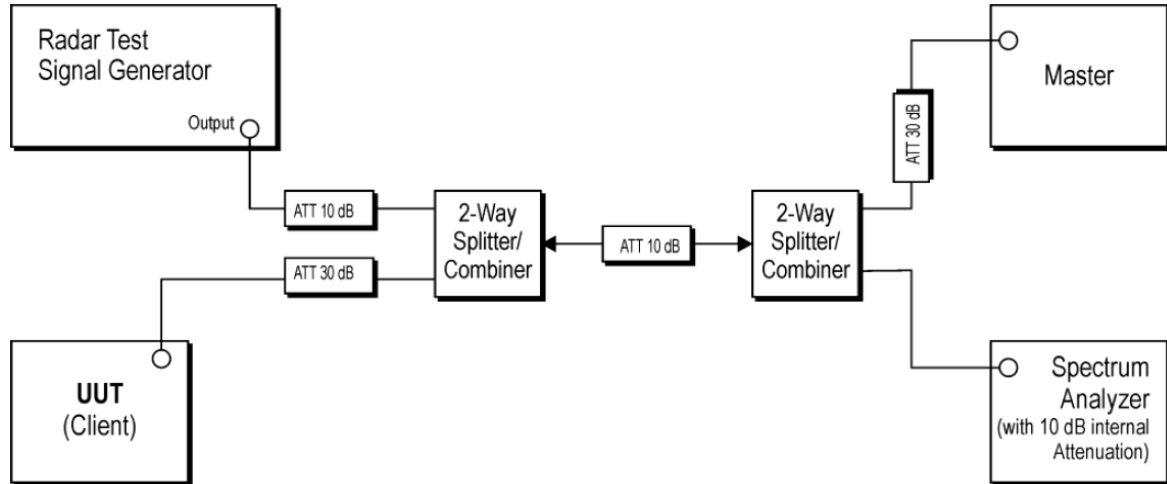 Radar Test
Signal Generator
Output
Master
ATT 30 dB
ATT 10 dB
2-Way
Splitter/
Combiner
ATT 10 dB
2-Way
Splitter/
Combiner
ATT 30 dB
UUT
(Client)
Spectrum
Analyzer
(with 10 dB internal
Attenuation)